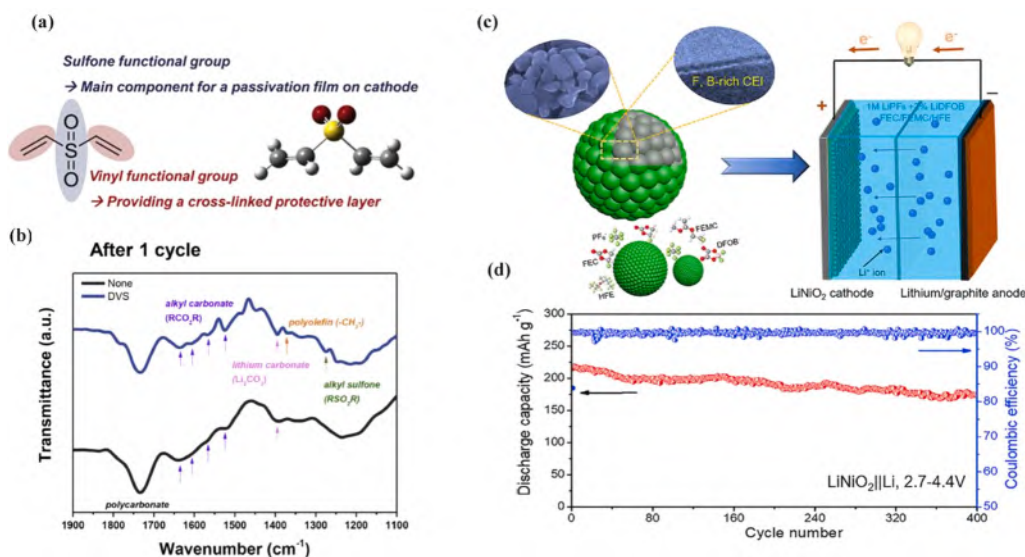 (a)
Sulfone functional group
→ Main component for a passivation film on cathode
O
S
O
Vinyl functional group
→ Providing a cross-linked protective layer
(b)
After 1 cycle
None
DVS
alkyl carbonate
(RCO₂R)
polyolefin (-CH₂-)
lithium carbonate
(Li₂CO₃)
alkyl sulfone
(RSO₂R)
polycarbonate
Transmittance (a.u.)
1900 1800 1700 1600 1500 1400 1300 1200 1100
Wavenumber (cm⁻¹)
(c)
F, B-rich CEI
PF₆⁻
FEMC
DFOB⁻
FEC
HFE
e⁻ e⁻
+ −
1M LiPF₆ +2% LiDFOB
FEC/FEMC/HFE
Li⁺ ion
LiNiO₂ cathode
Lithium/graphite anode
(d)
Discharge capacity (mAh g⁻¹)
300
250
200
150
100
50
0
Coulombic efficiency (%)
100
90
80
70
60
50
LiNiO₂||Li, 2.7-4.4V
0 80 160 240 320 400
Cycle number